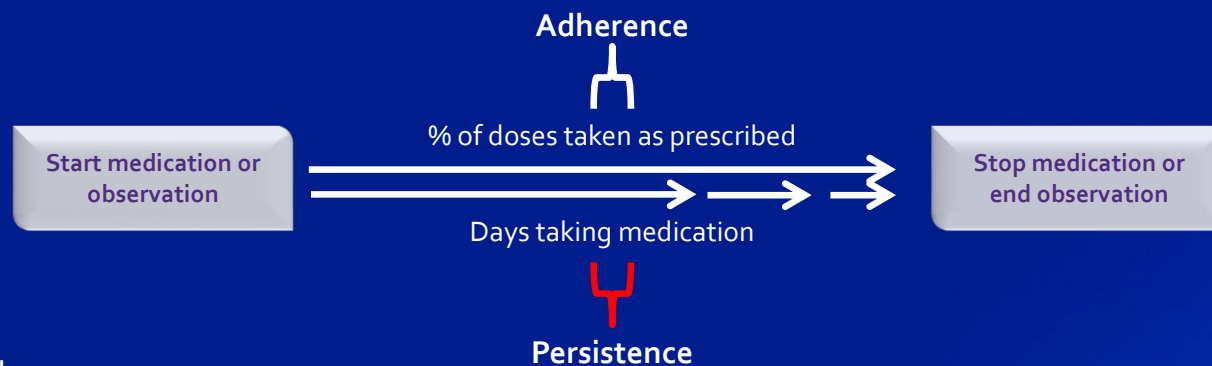 Adherence
% of doses taken as prescribed
Start medication or
observation
Stop medication or
end observation
Days taking medication
Persistence